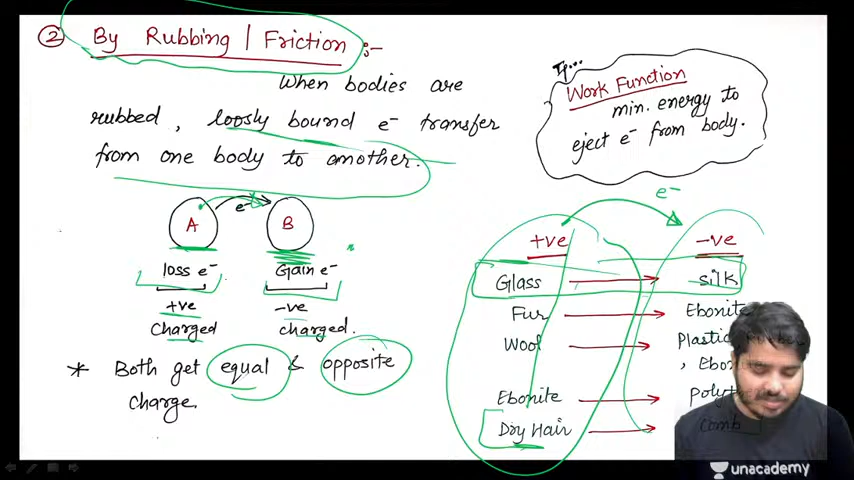 ② By Rubbing | Friction :-
When bodies are
rubbed, loosly bound e⁻ transfer
from one body to another.
A e⁻ B
loss e⁻ Gain e⁻
+ve -ve
Charged charged.
* Both get equal & opposite
charge.
Work Function
min. energy to
eject e⁻ from body.
e⁻
+ve -ve
Glass → Silk
Fur → Ebonite
Wool → Plastic
, Ebo
Ebonite →
Dry Hair → Comb
unacademy